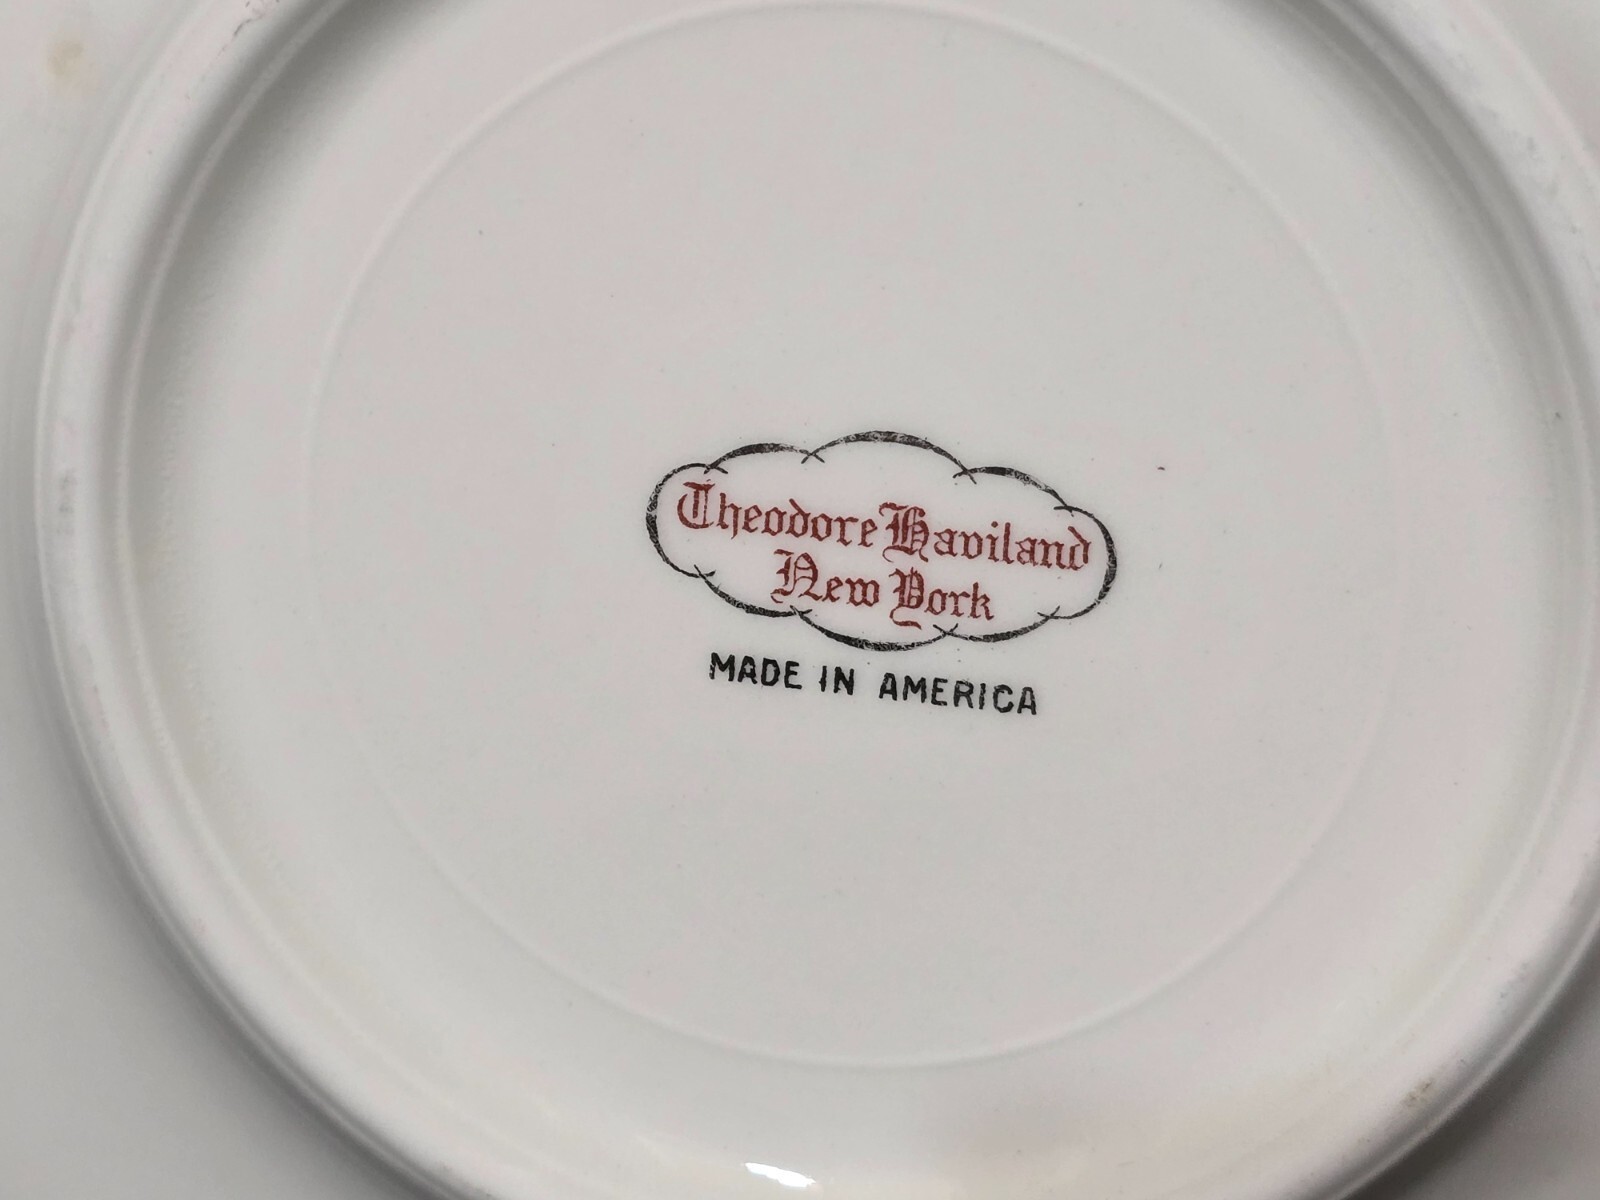 Theodore Haviland
New York
MADE IN AMERICA